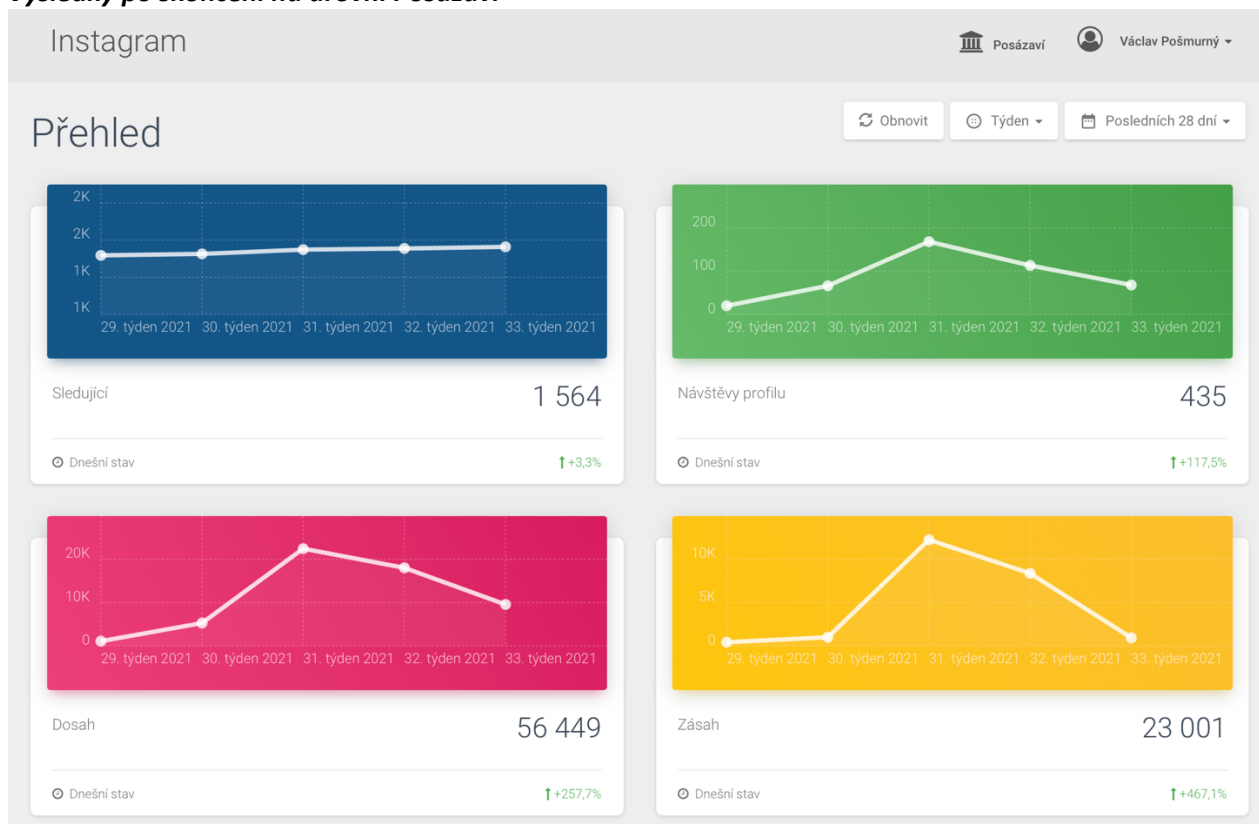 Výsledky po skončení na úrovni Posázaví
Instagram
Posázaví
Václav Pošmurný
Přehled
Obnovit
Týden
Posledních 28 dní
2K
2K
1K
1K
29. týden 2021 30. týden 2021 31. týden 2021 32. týden 2021 33. týden 2021
Sledující
1 564
Dnešní stav
+3,3%
200
100
0
29. týden 2021 30. týden 2021 31. týden 2021 32. týden 2021 33. týden 2021
Návštěvy profilu
435
Dnešní stav
+117,5%
20K
10K
0
29. týden 2021 30. týden 2021 31. týden 2021 32. týden 2021 33. týden 2021
Dosah
56 449
Dnešní stav
+257,7%
10K
5K
0
29. týden 2021 30. týden 2021 31. týden 2021 32. týden 2021 33. týden 2021
Zásah
23 001
Dnešní stav
+467,1%